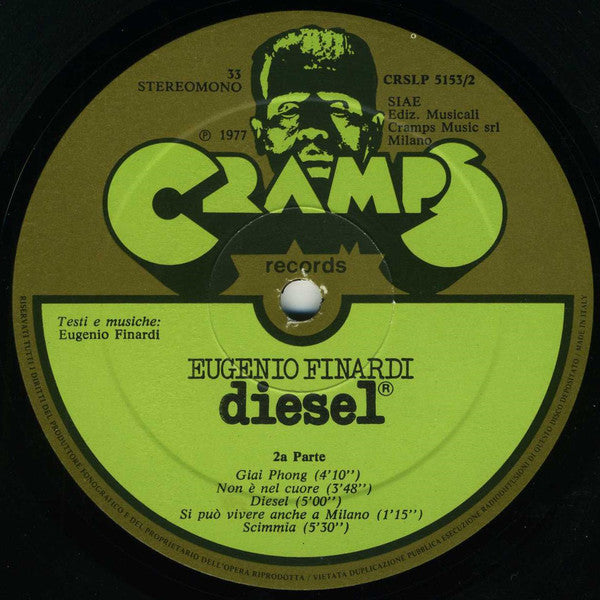 33
STEREOMONO
CRSLP 5153/2
℗ 1977
SIAE
Ediz. Musicali
Cramps Music srl
Milano
CRAMPS
records
Testi e musiche:
Eugenio Finardi
EUGENIO FINARDI
diesel®
2a Parte
Giai Phong (4'10'')
Non è nel cuore (3'48'')
Diesel (5'00'')
Si può vivere anche a Milano (1'15'')
Scimmia (5'30'')
RISERVATI TUTTI I DIRITTI DEL PRODUTTORE FONOGRAFICO E DEL PROPRIETARIO DELL'OPERA RIPRODOTTA / VIETATA DUPLICAZIONE PUBBLICA ESECUZIONE RADIODIFFUSIONI DI QUESTO DISCO DEPOSITATO / MADE IN ITALY